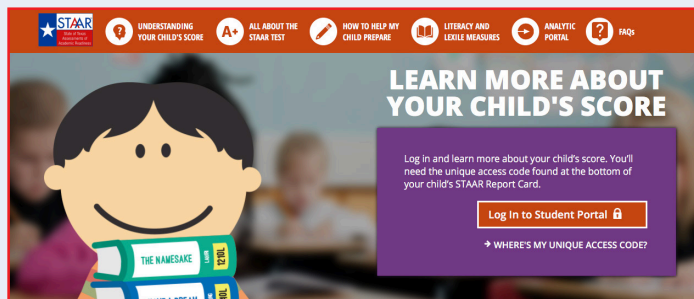 STAAR
State of Texas
Assessments of
Academic Readiness
?
UNDERSTANDING
YOUR CHILD'S SCORE
A+
ALL ABOUT THE
STAAR TEST
HOW TO HELP MY
CHILD PREPARE
LITERACY AND
LEXILE MEASURES
ANALYTIC
PORTAL
?
FAQs
LEARN MORE ABOUT
YOUR CHILD'S SCORE
Log in and learn more about your child's score. You'll
need the unique access code found at the bottom of
your child's STAAR Report Card.
Log In to Student Portal
WHERE'S MY UNIQUE ACCESS CODE?
THE NAMESAKE
1210L